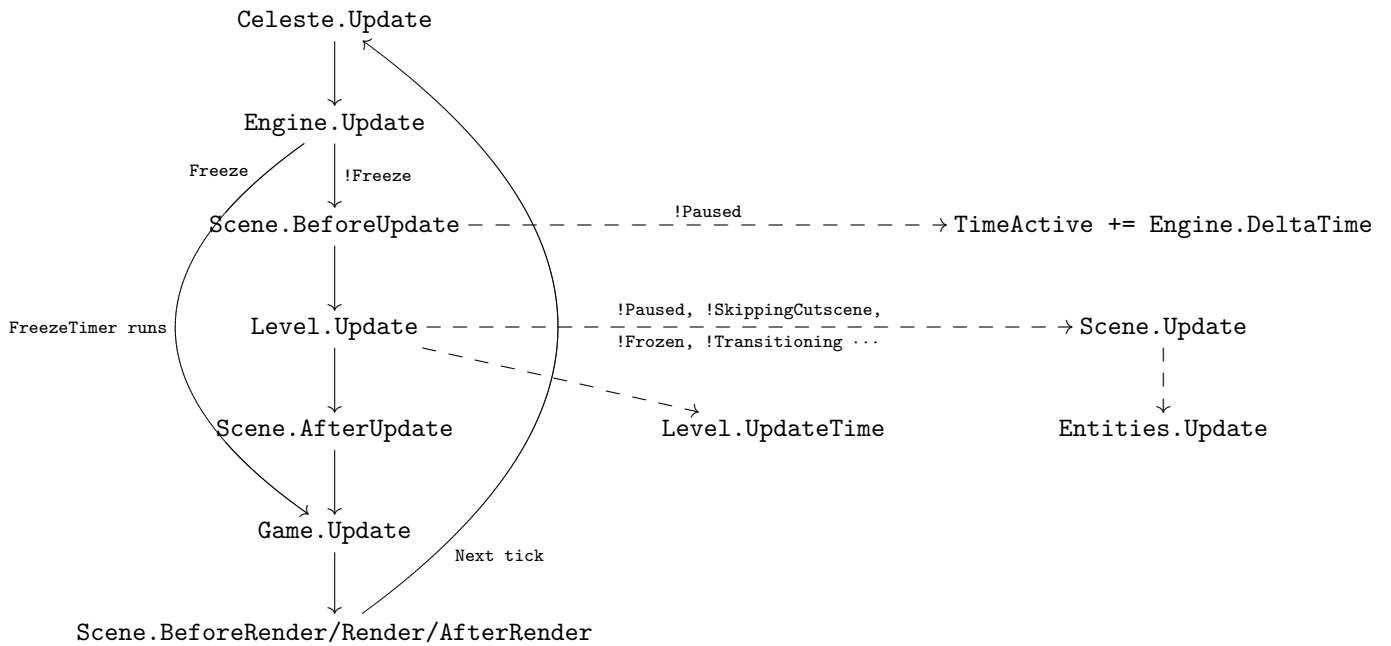 Celeste.Update
Engine.Update
Freeze
!Freeze
Scene.BeforeUpdate
!Paused
TimeActive += Engine.DeltaTime
FreezeTimer runs
Level.Update
!Paused, !SkippingCutscene,
!Frozen, !Transitioning ···
Scene.Update
Scene.AfterUpdate
Level.UpdateTime
Entities.Update
Game.Update
Next tick
Scene.BeforeRender/Render/AfterRender